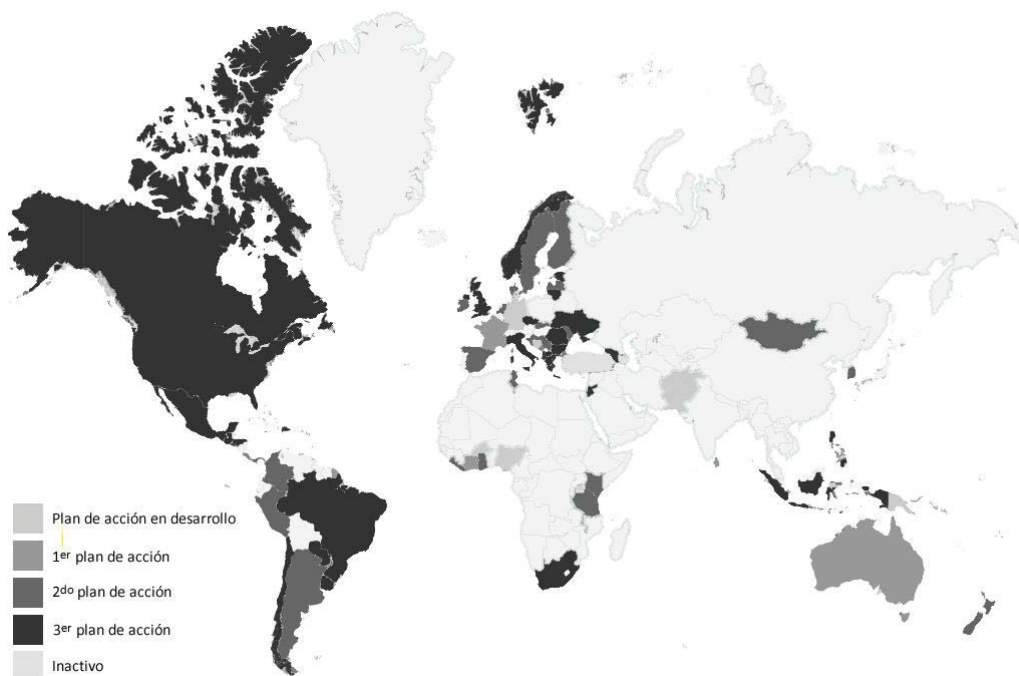 Plan de acción en desarrollo
1er plan de acción
2do plan de acción
3er plan de acción
Inactivo